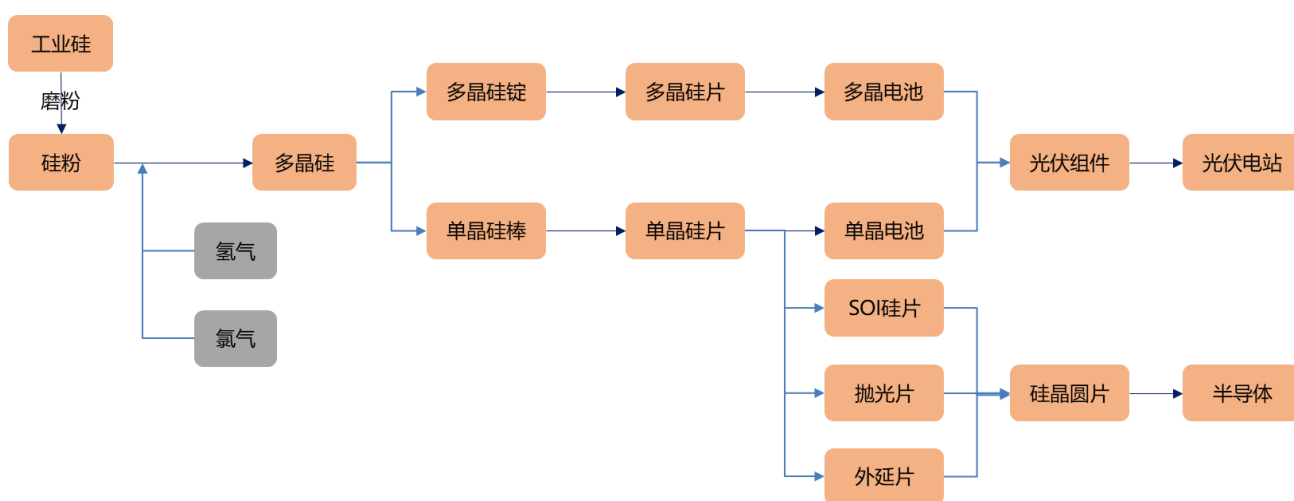 工业硅
磨粉
硅粉
多晶硅
氢气
氯气
多晶硅锭
多晶硅片
多晶电池
单晶硅棒
单晶硅片
单晶电池
SOI硅片
抛光片
外延片
光伏组件
光伏电站
硅晶圆片
半导体